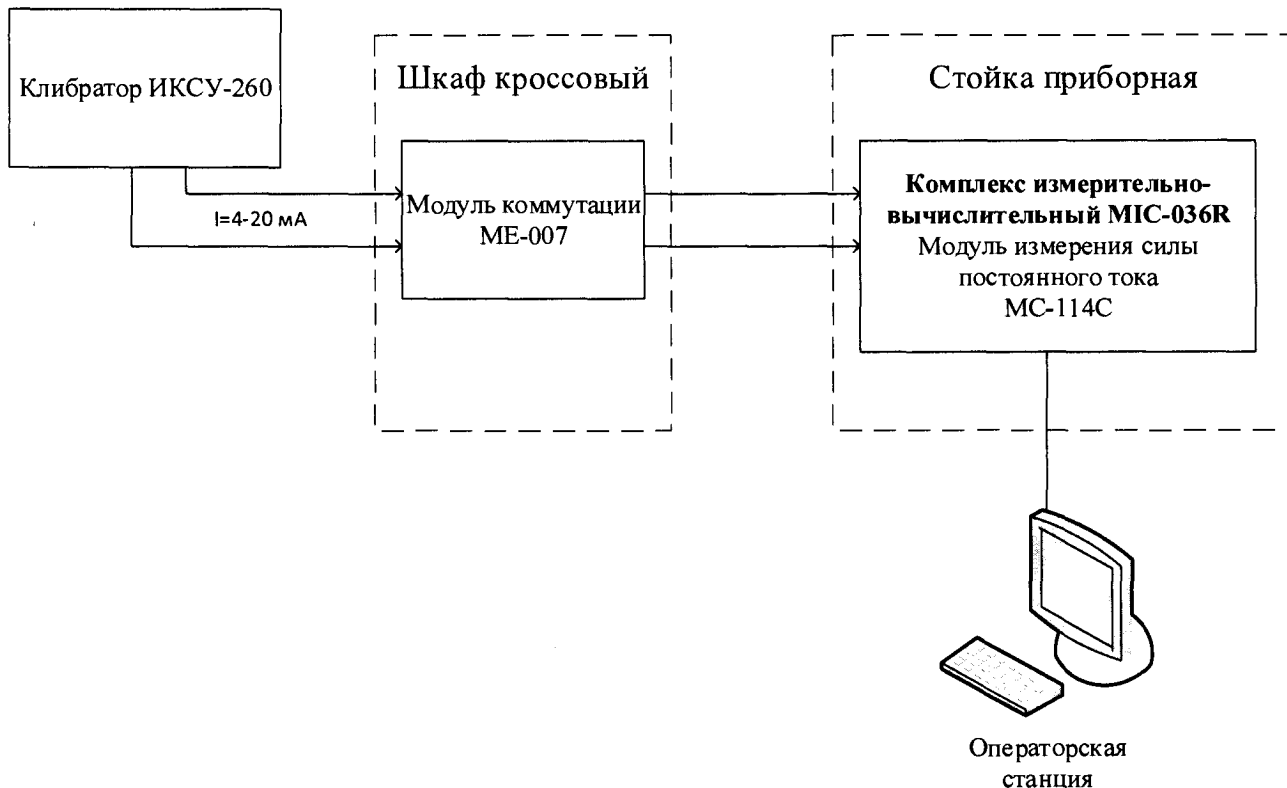 Клибратор ИКСУ-260
I=4-20 мА
Шкаф кроссовый
Модуль коммутации
МЕ-007
Стойка приборная
Комплекс измерительно-
вычислительный MIC-036R
Модуль измерения силы
постоянного тока
МС-114С
Операторская
станция